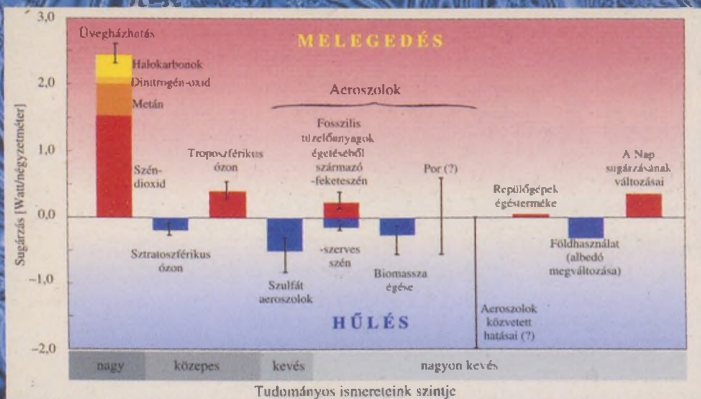 3,0
2,0
1,0
0,0
−1,0
−2,0
Sugárzás [Watt/négyzetméter]
MELEGEDÉS
Üvegházhatás
Halokarbonok
Dinitrogén-oxid
Metán
Szén-
dioxid
Sztratoszférikus
ózon
Troposzférikus
ózon
Aeroszolok
Szulfát
aeroszolok
Fosszilis
tüzelőanyagok
égetéséből
származó
-feketeszén
-szerves
szén
Biomassza
égése
Por (?)
Aeroszolok
közvetett
hatásai (?)
Repülőgépek
égésterméke
Földhasználat
(albedó
megváltozása)
A Nap
sugárzásának
változásai
HŰLÉS
nagy
közepes
kevés
nagyon kevés
Tudományos ismereteink szintje